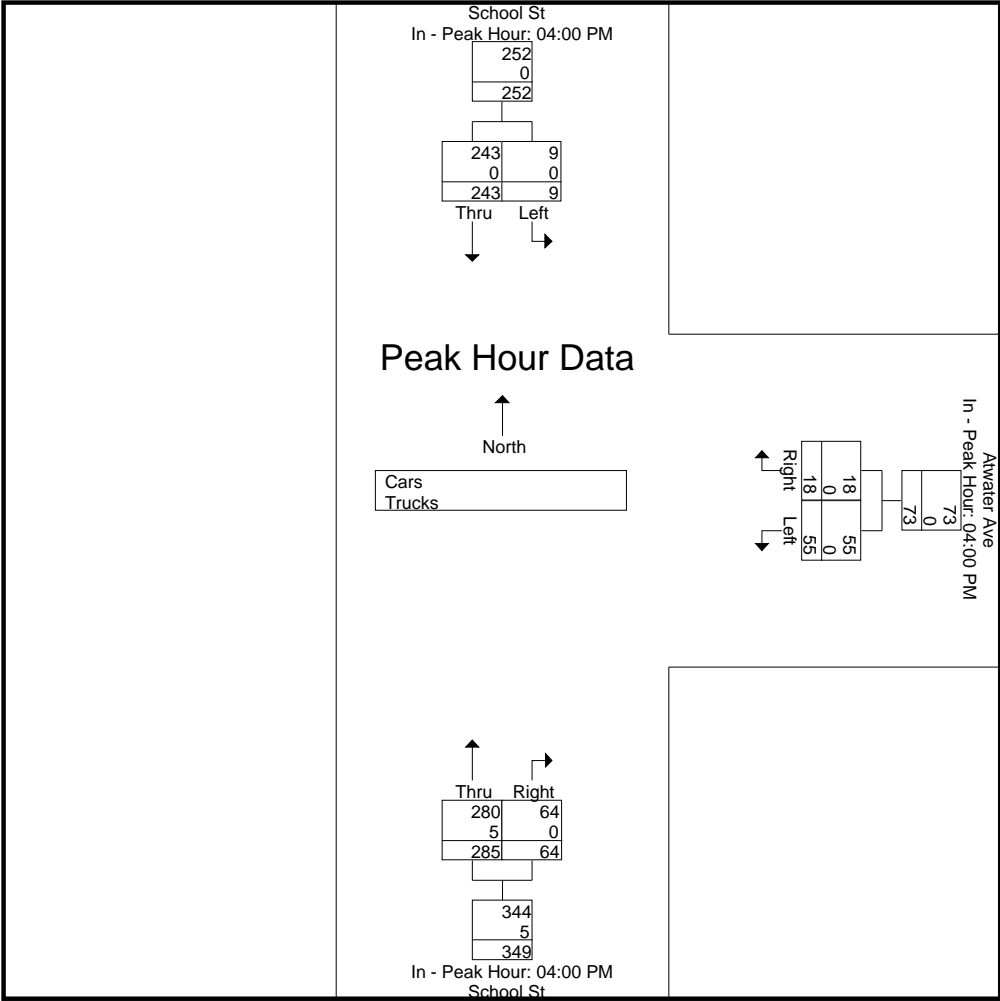 School St
In - Peak Hour: 04:00 PM
252
0
252
243 9
0 0
243 9
Thru Left
Peak Hour Data
North
Cars
Trucks
Atwater Ave
In - Peak Hour: 04:00 PM
73
0
73
18 55
0 0
18 55
Right Left
Thru Right
280 64
5 0
285 64
344
5
349
In - Peak Hour: 04:00 PM
School St